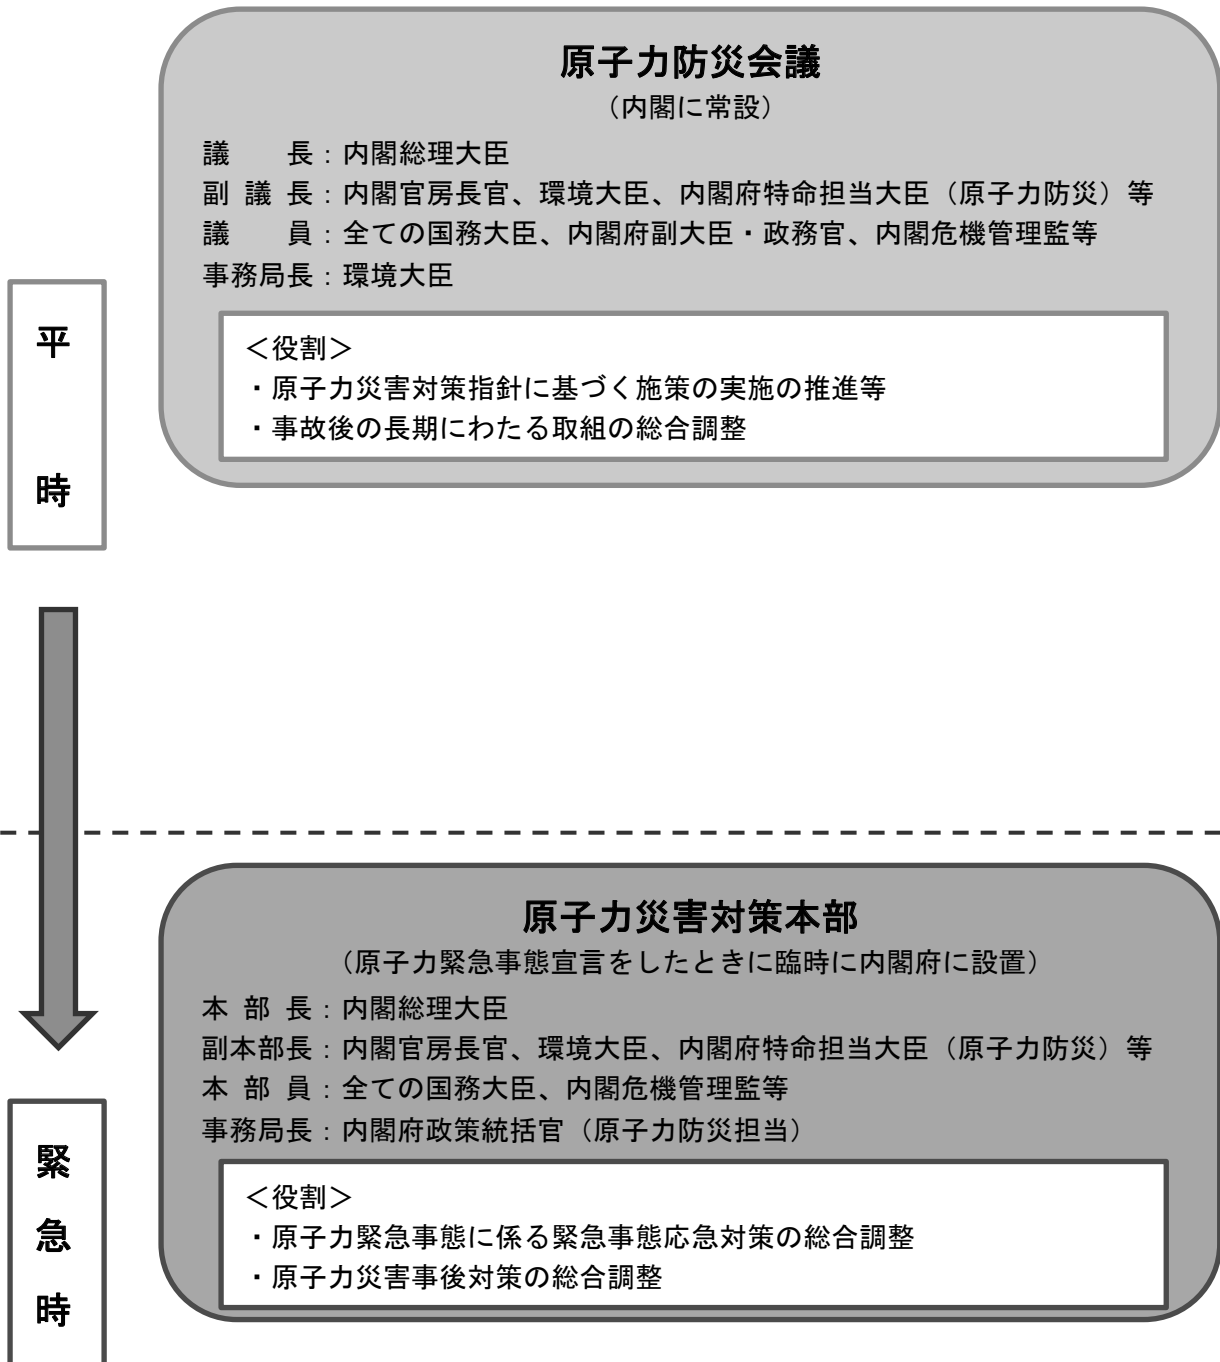 原子力防災会議
（内閣に常設）
議　　長：内閣総理大臣
副 議 長：内閣官房長官、環境大臣、内閣府特命担当大臣（原子力防災）等
議　　員：全ての国務大臣、内閣府副大臣・政務官、内閣危機管理監等
事務局長：環境大臣
＜役割＞
・原子力災害対策指針に基づく施策の実施の推進等
・事故後の長期にわたる取組の総合調整
平時
原子力災害対策本部
（原子力緊急事態宣言をしたときに臨時に内閣府に設置）
本 部 長：内閣総理大臣
副本部長：内閣官房長官、環境大臣、内閣府特命担当大臣（原子力防災）等
本 部 員：全ての国務大臣、内閣危機管理監等
事務局長：内閣府政策統括官（原子力防災担当）
＜役割＞
・原子力緊急事態に係る緊急事態応急対策の総合調整
・原子力災害事後対策の総合調整
緊急時